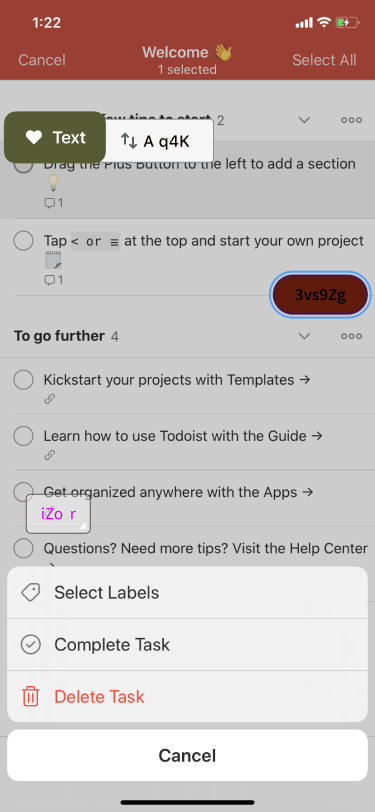 1:22
Cancel
Welcome 👋
1 selected
Select All
few tips to start 2
Text
A q4K
Drag the Plus Button to the left to add a section
💡
1
Tap < or ≡ at the top and start your own project
🗒️
1
3vs9Zg
To go further 4
Kickstart your projects with Templates →
Learn how to use Todoist with the Guide →
Get organized anywhere with the Apps →
iZo r
Questions? Need more tips? Visit the Help Center
Select Labels
Complete Task
Delete Task
Cancel